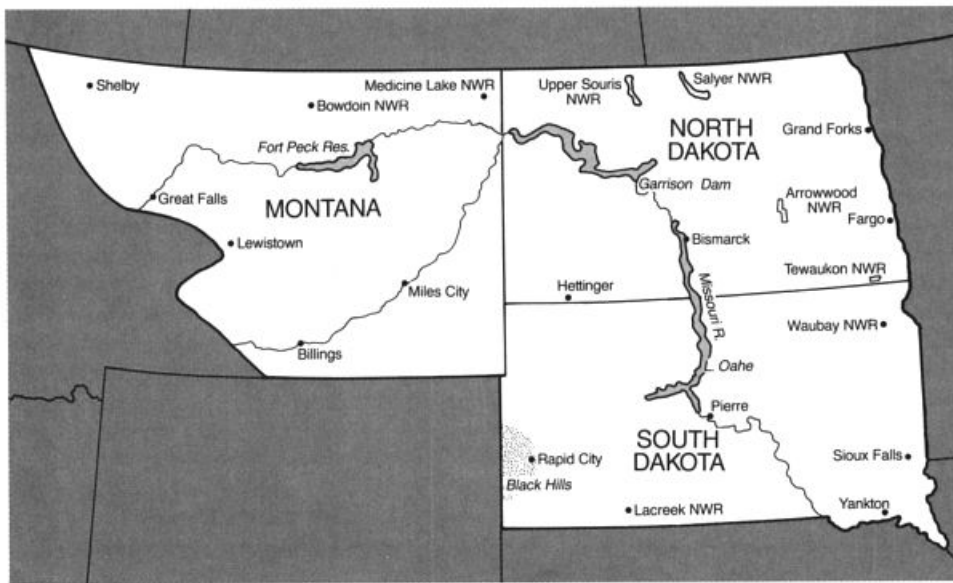 Shelby
Medicine Lake NWR
Bowdoin NWR
Fort Peck Res.
Great Falls
MONTANA
Lewistown
Miles City
Billings
Upper Souris
NWR
Salyer NWR
NORTH
DAKOTA
Grand Forks
Garrison Dam
Arrowwood
NWR
Fargo
Bismarck
Tewaukon NWR
Hettinger
Missouri R.
Waubay NWR
L. Oahe
Pierre
SOUTH
DAKOTA
Sioux Falls
Rapid City
Black Hills
Lacreek NWR
Yankton